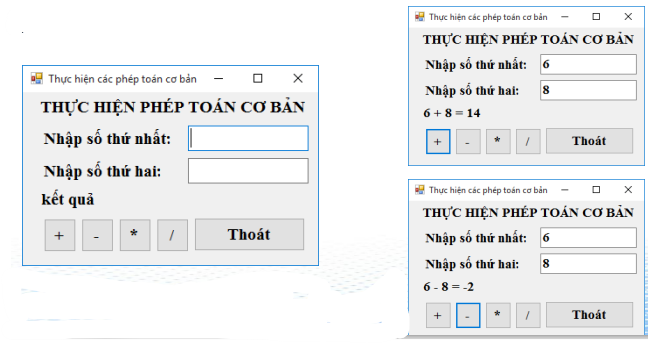 Thực hiện các phép toán cơ bản
THỰC HIỆN PHÉP TOÁN CƠ BẢN
Nhập số thứ nhất:
Nhập số thứ hai:
kết quả
+ - * / Thoát
Thực hiện các phép toán cơ bản
THỰC HIỆN PHÉP TOÁN CƠ BẢN
Nhập số thứ nhất: 6
Nhập số thứ hai: 8
6 + 8 = 14
+ - * / Thoát
Thực hiện các phép toán cơ bản
THỰC HIỆN PHÉP TOÁN CƠ BẢN
Nhập số thứ nhất: 6
Nhập số thứ hai: 8
6 - 8 = -2
+ - * / Thoát